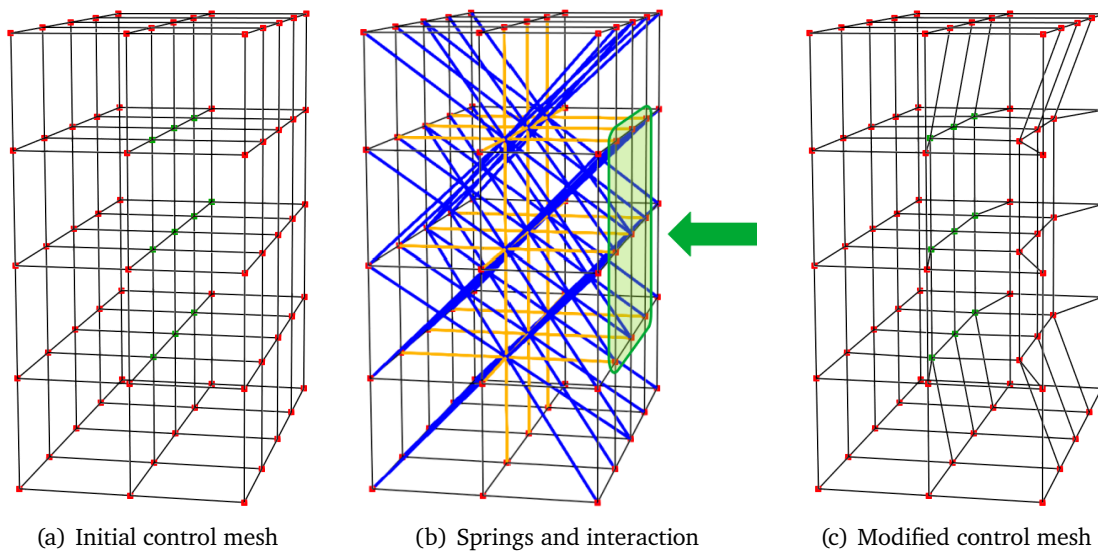 (a) Initial control mesh
(b) Springs and interaction
(c) Modified control mesh